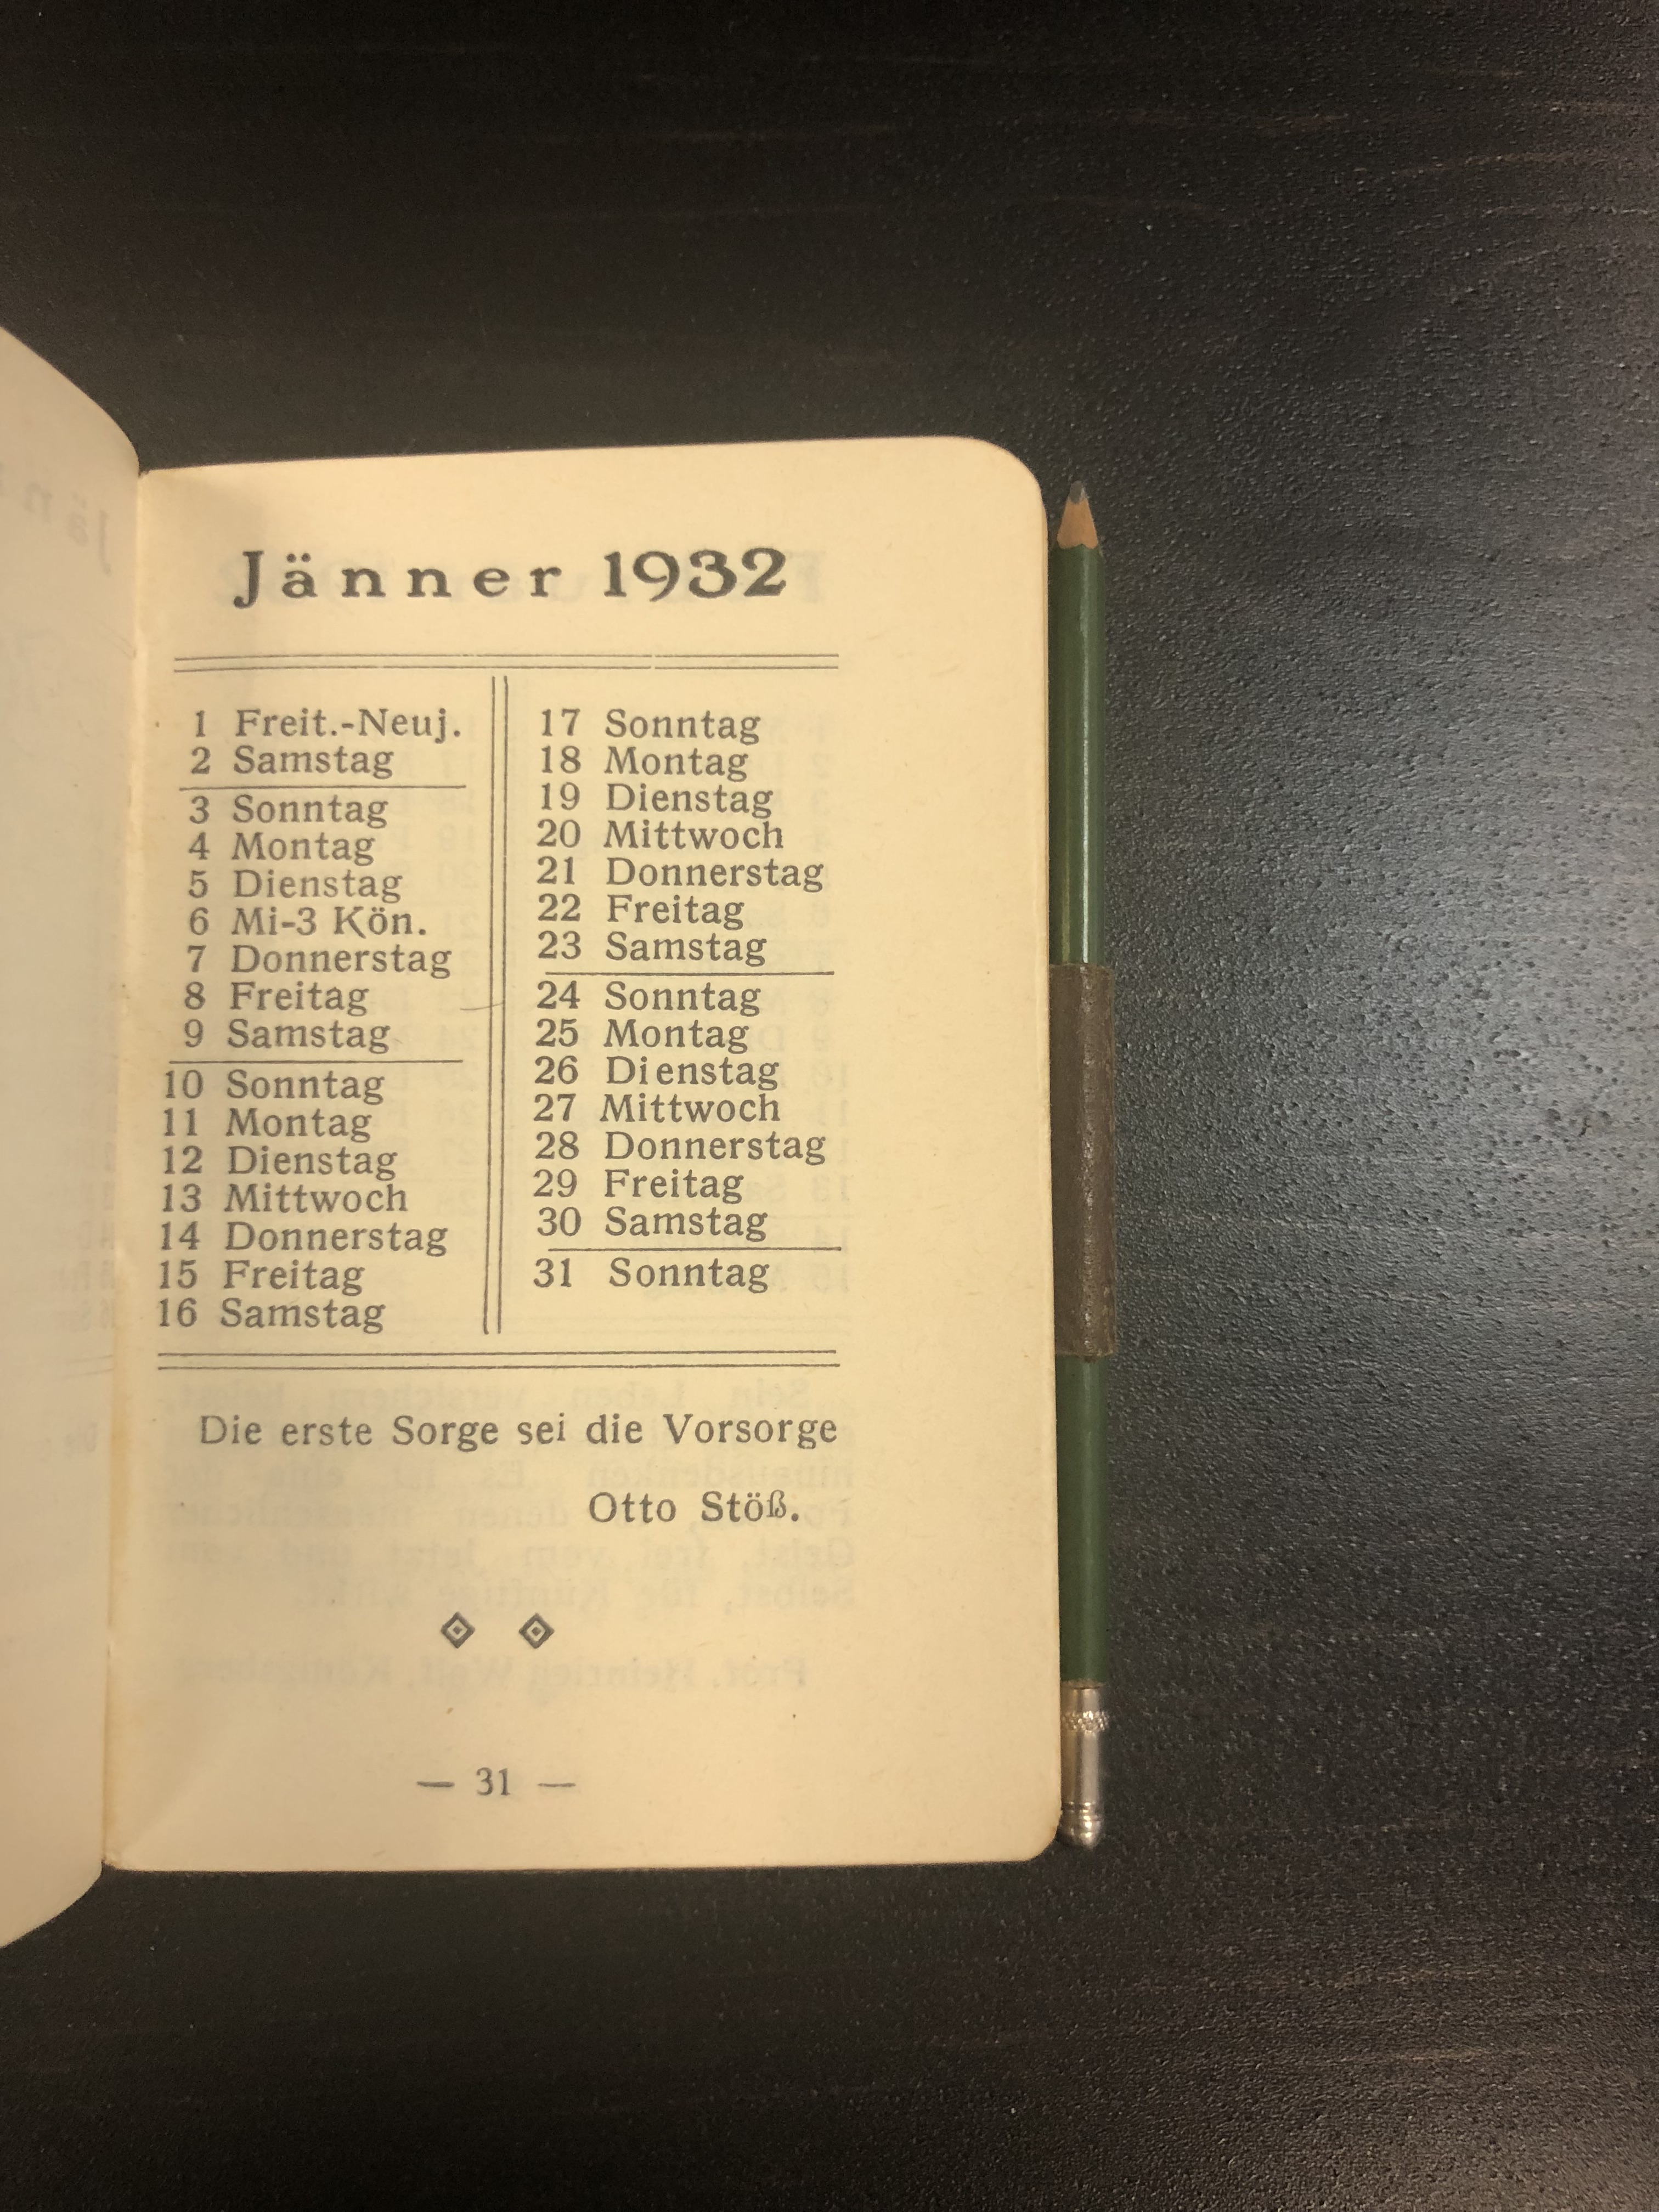 Jänner 1932
1 Freit.-Neuj.
2 Samstag
3 Sonntag
4 Montag
5 Dienstag
6 Mi-3 Kön.
7 Donnerstag
8 Freitag
9 Samstag
10 Sonntag
11 Montag
12 Dienstag
13 Mittwoch
14 Donnerstag
15 Freitag
16 Samstag
17 Sonntag
18 Montag
19 Dienstag
20 Mittwoch
21 Donnerstag
22 Freitag
23 Samstag
24 Sonntag
25 Montag
26 Dienstag
27 Mittwoch
28 Donnerstag
29 Freitag
30 Samstag
31 Sonntag
Die erste Sorge sei die Vorsorge
Otto Stöß.
— 31 —